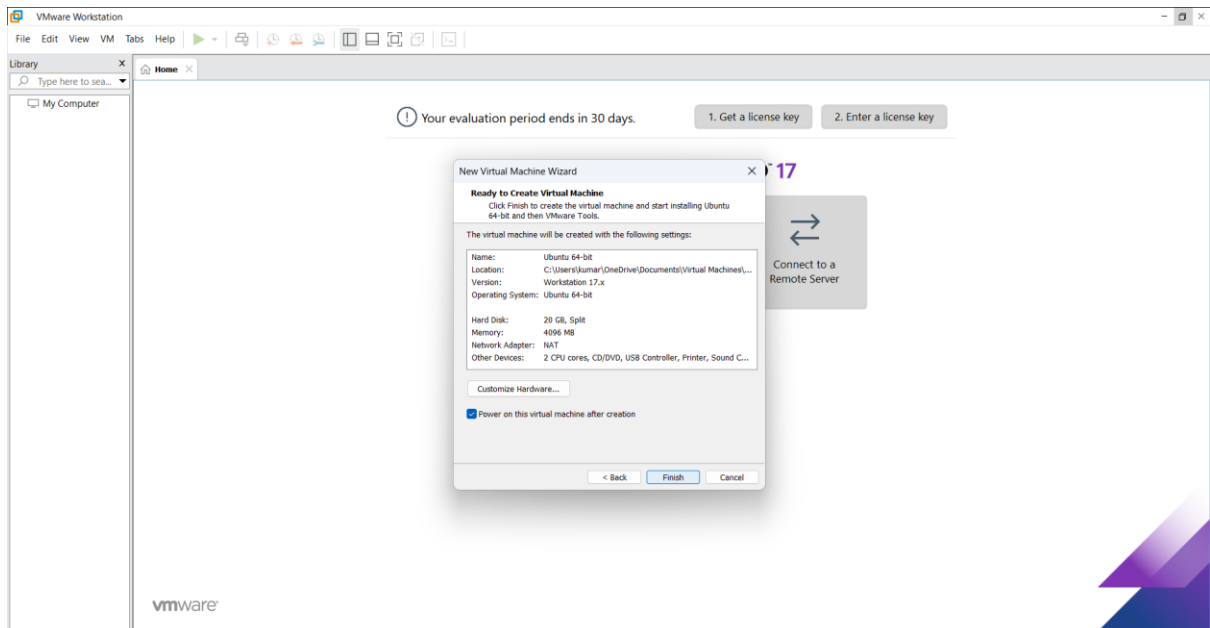 VMware Workstation
File Edit View VM Tabs Help
Library X
Type here to sea...
My Computer
Home
Your evaluation period ends in 30 days.
1. Get a license key
2. Enter a license key
17
New Virtual Machine Wizard
Ready to Create Virtual Machine
Click Finish to create the virtual machine and start installing Ubuntu
64-bit and then VMware Tools.
The virtual machine will be created with the following settings:
Name: Ubuntu 64-bit
Location: C:\Users\kumar\OneDrive\Documents\Virtual Machines\,...
Version: Workstation 17.x
Operating System: Ubuntu 64-bit
Hard Disk: 20 GB, Split
Memory: 4096 MB
Network Adapter: NAT
Other Devices: 2 CPU cores, CD/DVD, USB Controller, Printer, Sound C...
Customize Hardware...
Power on this virtual machine after creation
< Back Finish Cancel
Connect to a
Remote Server
vmware